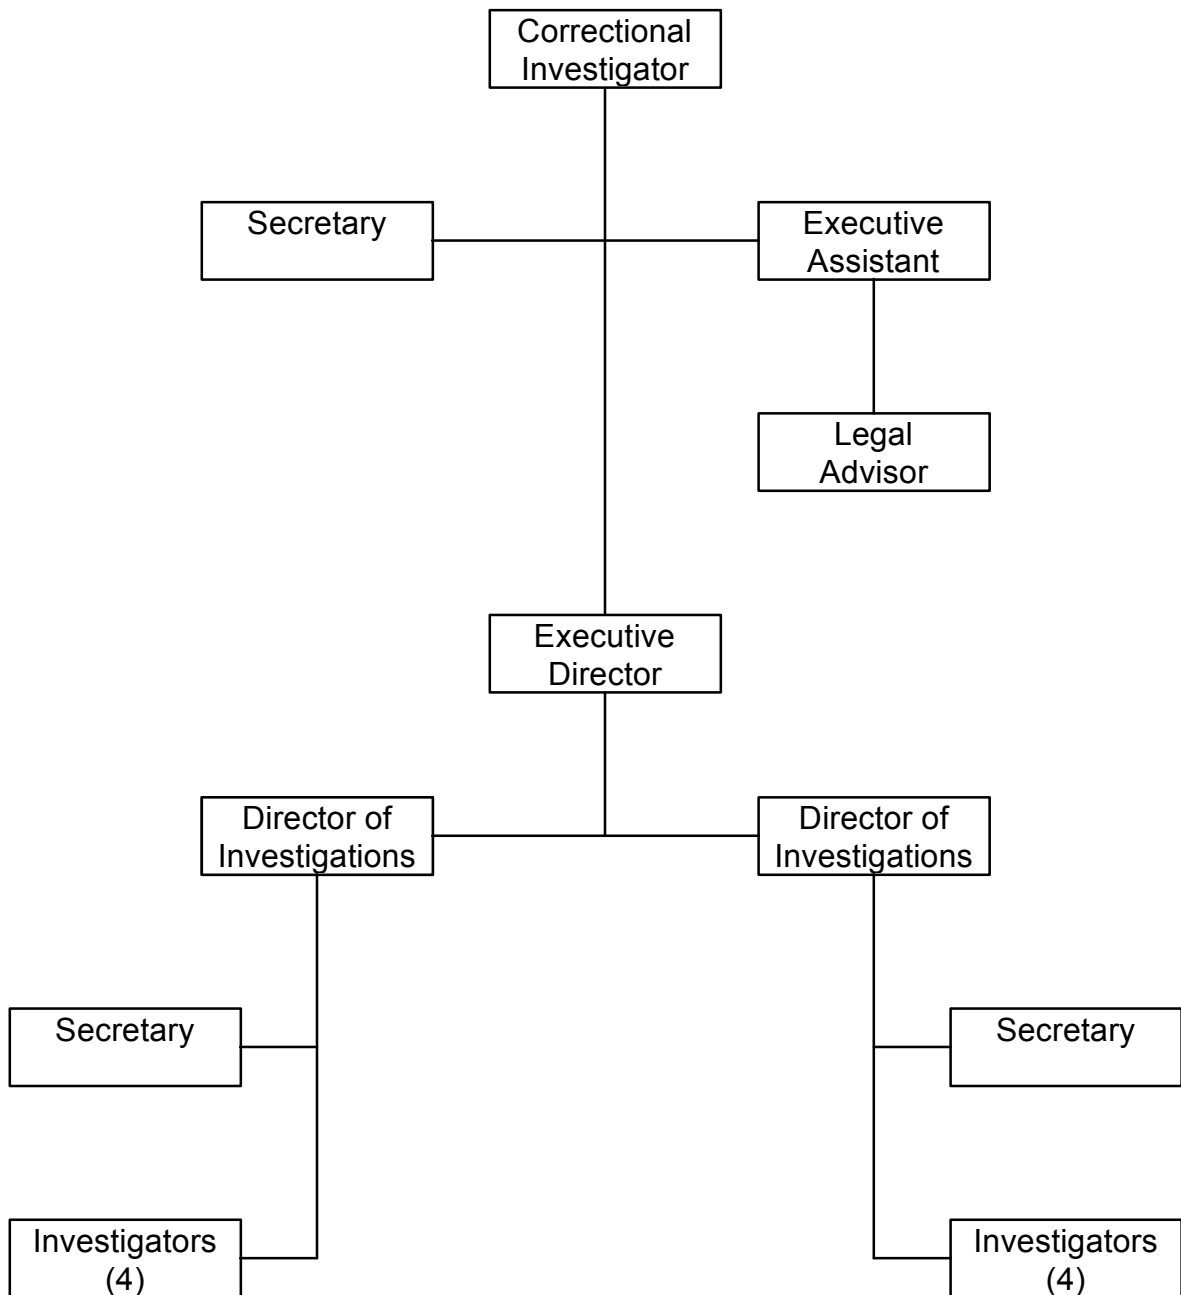 Correctional
Investigator
Secretary
Executive
Assistant
Legal
Advisor
Executive
Director
Director of
Investigations
Director of
Investigations
Secretary
Secretary
Investigators
(4)
Investigators
(4)